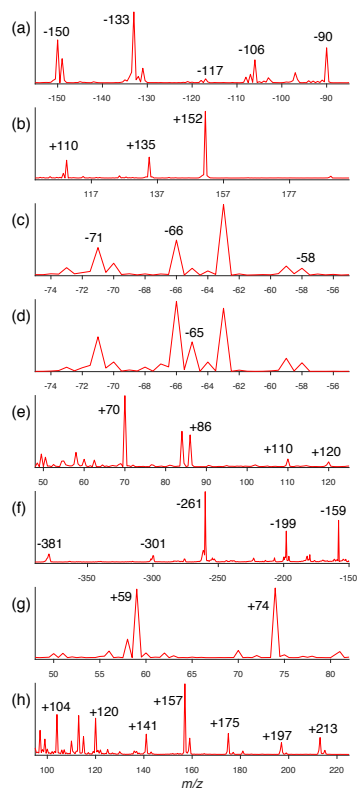 (a)
-150
-133
-117
-106
-90
-150 -140 -130 -120 -110 -100 -90
(b)
+110
+135
+152
117 137 157 177
(c)
-71
-66
-58
-74 -72 -70 -68 -66 -64 -62 -60 -58 -56
(d)
-65
-74 -72 -70 -68 -66 -64 -62 -60 -58 -56
(e)
+70
+86
+110
+120
50 60 70 80 90 100 110 120
(f)
-381
-301
-261
-199
-159
-350 -300 -250 -200 -150
(g)
+59
+74
50 55 60 65 70 75 80
(h)
+104
+120
+141
+157
+175
+197
+213
100 120 140 160 180 200 220
m/z